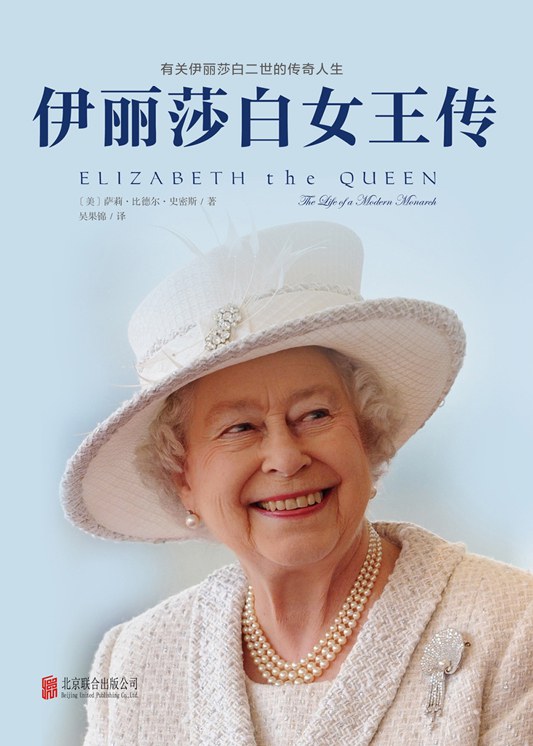 有关伊丽莎白二世的传奇人生
伊丽莎白女王传
ELIZABETH the QUEEN
The Life of a Modern Monarch
［美］萨莉·比德尔·史密斯 / 著
吴果锦 / 译
北京联合出版公司
Beijing United Publishing Co.,Ltd.